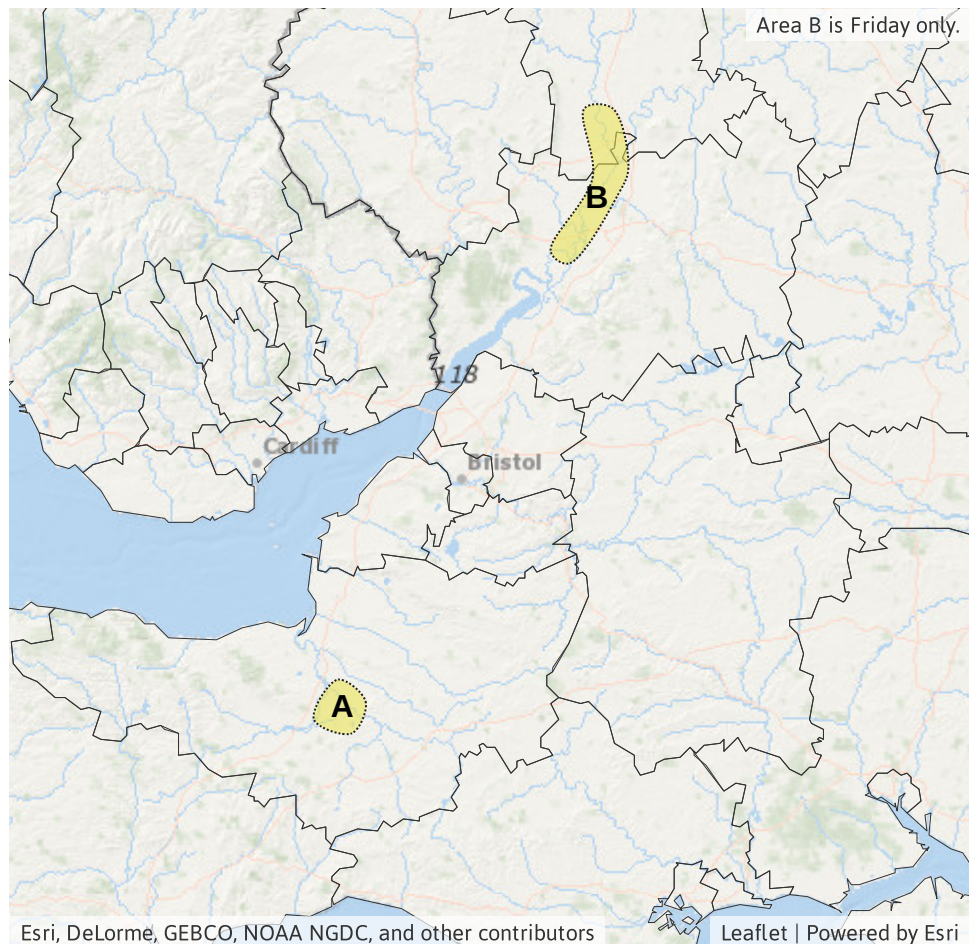 Area B is Friday only.
B
118
Cardiff
Bristol
A
Esri, DeLorme, GEBCO, NOAA NGDC, and other contributors
Leaflet | Powered by Esri